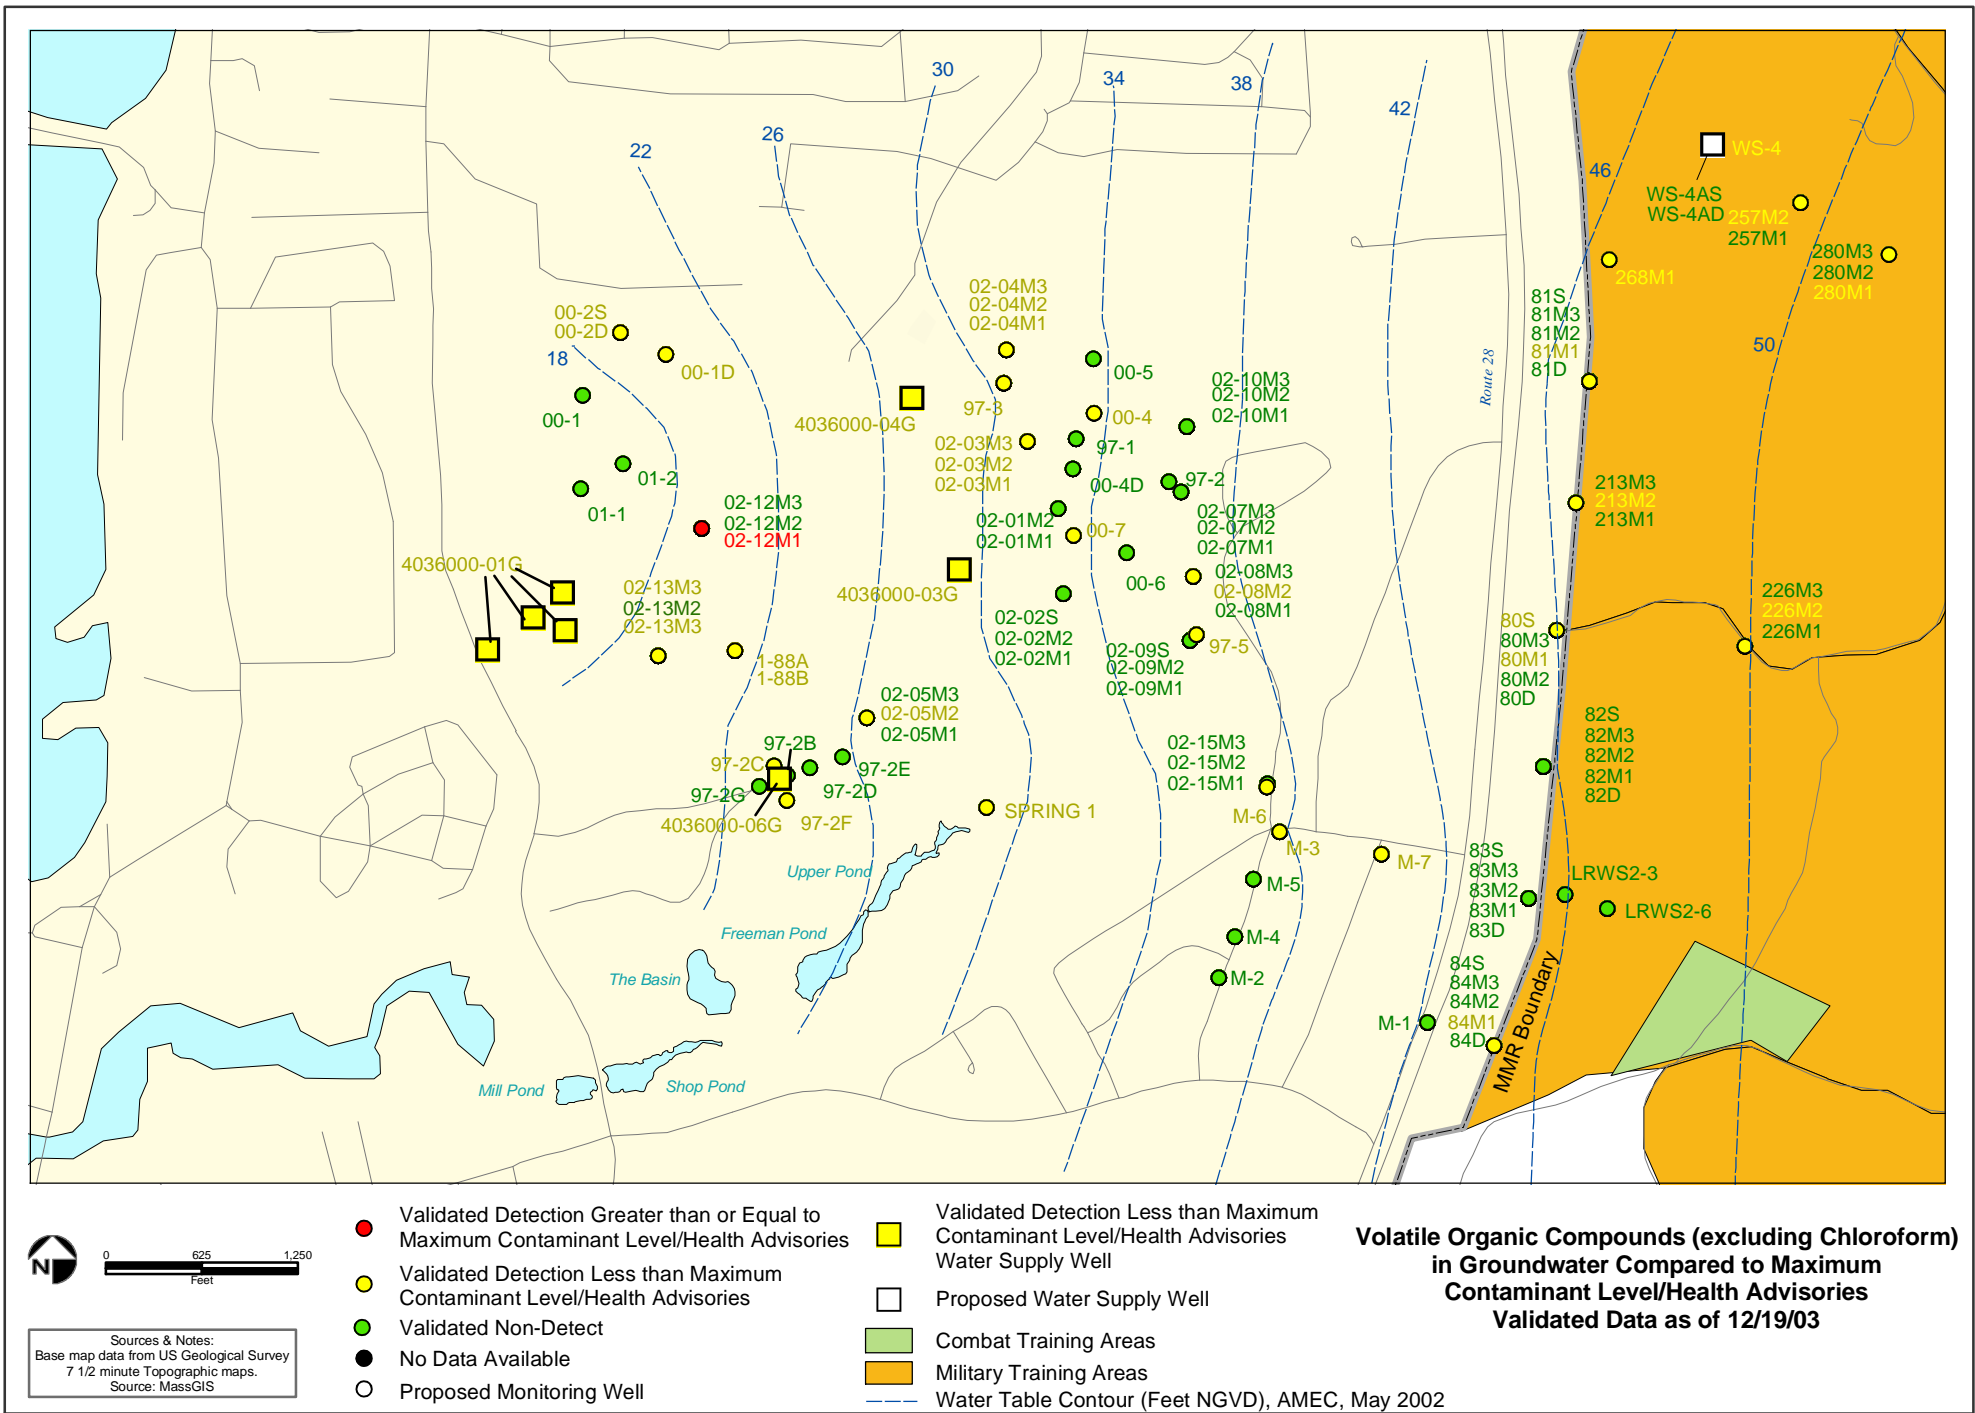 30
34
38
42
22
26
46
WS-4
WS-4AS
WS-4AD
257M2
257M1
280M3
280M2
280M1
268M1
50
18
00-2S
00-2D
00-1D
00-1
01-2
01-1
02-04M3
02-04M2
02-04M1
97-3
4036000-04G
02-03M3
02-03M2
02-03M1
00-5
00-4
97-1
00-4D
02-10M3
02-10M2
02-10M1
97-2
Route 28
81S
81M3
81M2
81M1
81D
02-12M3
02-12M2
02-12M1
02-01M2
02-01M1
00-7
00-6
02-07M3
02-07M2
02-07M1
02-08M3
02-08M2
02-08M1
213M3
213M2
213M1
4036000-01G
02-13M3
02-13M2
02-13M3
4036000-03G
02-02S
02-02M2
02-02M1
02-09S
02-09M2
02-09M1
97-5
80S
80M3
80M1
80M2
80D
226M3
226M2
226M1
1-88A
1-88B
02-05M3
02-05M2
02-05M1
97-2B
97-2C
97-2E
97-2D
97-2G
4036000-06G
97-2F
SPRING 1
02-15M3
02-15M2
02-15M1
M-6
M-3
M-7
M-5
M-4
M-2
M-1
82S
82M3
82M2
82M1
82D
83S
83M3
83M2
83M1
83D
LRWS2-3
LRWS2-6
84S
84M3
84M2
84M1
84D
MMR Boundary
Upper Pond
Freeman Pond
The Basin
Mill Pond
Shop Pond
N
0 625 1,250
Feet
Sources & Notes:
Base map data from US Geological Survey
7 1/2 minute Topographic maps.
Source: MassGIS
Validated Detection Greater than or Equal to
Maximum Contaminant Level/Health Advisories
Validated Detection Less than Maximum
Contaminant Level/Health Advisories
Validated Non-Detect
No Data Available
Proposed Monitoring Well
Validated Detection Less than Maximum
Contaminant Level/Health Advisories
Water Supply Well
Proposed Water Supply Well
Combat Training Areas
Military Training Areas
Water Table Contour (Feet NGVD), AMEC, May 2002
Volatile Organic Compounds (excluding Chloroform)
in Groundwater Compared to Maximum
Contaminant Level/Health Advisories
Validated Data as of 12/19/03